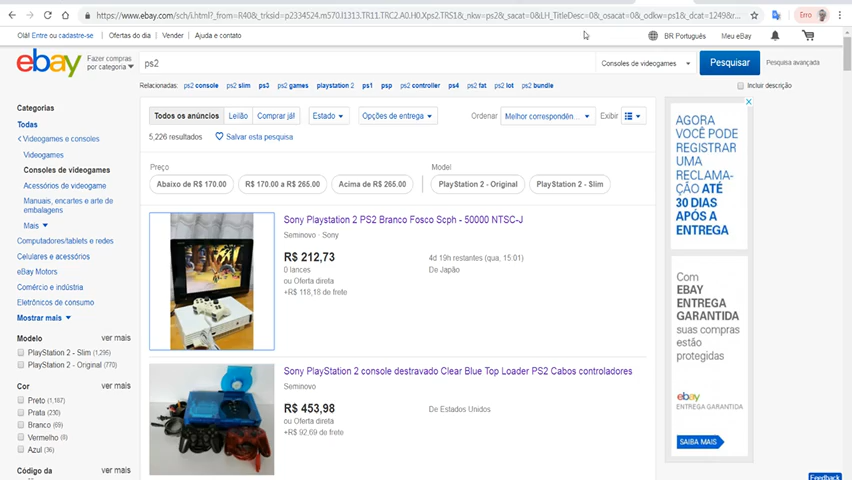 https://www.ebay.com/sch/i.html?_from=R40&_trksid=p2334524.m570.l1313.TR11.TRC2.A0.H0.Xps2.TRS1&_nkw=ps2&_sacat=0&LH_TitleDesc=0&_osacat=0&_odkw=ps1&_dcat=1249&rt=...
Erro
Olá! Entre ou cadastre-se Ofertas do dia Vender Ajuda e contato BR Português Meu eBay
ebay Fazer compras por categoria ps2 Consoles de videogames Pesquisar Pesquisa avançada
Relacionadas: ps2 console ps2 slim ps3 ps2 games playstation 2 ps1 psp ps2 controller ps4 ps2 fat ps2 lot ps2 bundle Incluir descrição
Categorias
Todas
Videogames e consoles
Videogames
Consoles de videogames
Acessórios de videogame
Manuais, encartes e arte de embalagens
Mais
Computadores/tablets e redes
Celulares e acessórios
eBay Motors
Comércio e indústria
Eletrônicos de consumo
Mostrar mais
Modelo ver mais
PlayStation 2 - Slim (1,295)
PlayStation 2 - Original (770)
Cor ver mais
Preto (1,187)
Prata (230)
Branco (69)
Vermelho (8)
Azul (36)
Código da ver mais
Todos os anúncios Leilão Comprar já! Estado Opções de entrega Ordenar Melhor correspondên... Exibir
5,226 resultados Salvar esta pesquisa
Preço Model
Abaixo de R$ 170.00 R$ 170.00 a R$ 265.00 Acima de R$ 265.00 PlayStation 2 - Original PlayStation 2 - Slim
Sony Playstation 2 PS2 Branco Fosco Scph - 50000 NTSC-J
Seminovo · Sony
R$ 212,73 4d 19h restantes (qua, 15:01)
0 lances De Japão
ou Oferta direta
+R$ 118,18 de frete
Sony PlayStation 2 console destravado Clear Blue Top Loader PS2 Cabos controladores
Seminovo
R$ 453,98 De Estados Unidos
ou Oferta direta
+R$ 92,69 de frete
AGORA
VOCÊ PODE
REGISTRAR
UMA
RECLAMA-
ÇÃO ATÉ
30 DIAS
APÓS A
ENTREGA
Com
EBAY
ENTREGA
GARANTIDA
suas compras
estão
protegidas
ebay
ENTREGA GARANTIDA
SAIBA MAIS
Feedback